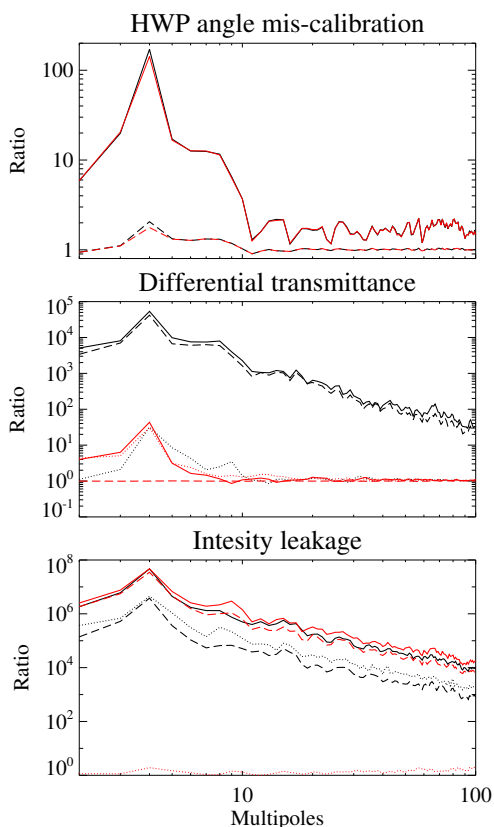 HWP angle mis-calibration
100
10
1
Ratio
Differential transmittance
10^5
10^4
10^3
10^2
10^1
10^0
10^-1
Ratio
Intesity leakage
10^8
10^6
10^4
10^2
10^0
Ratio
10 100
Multipoles